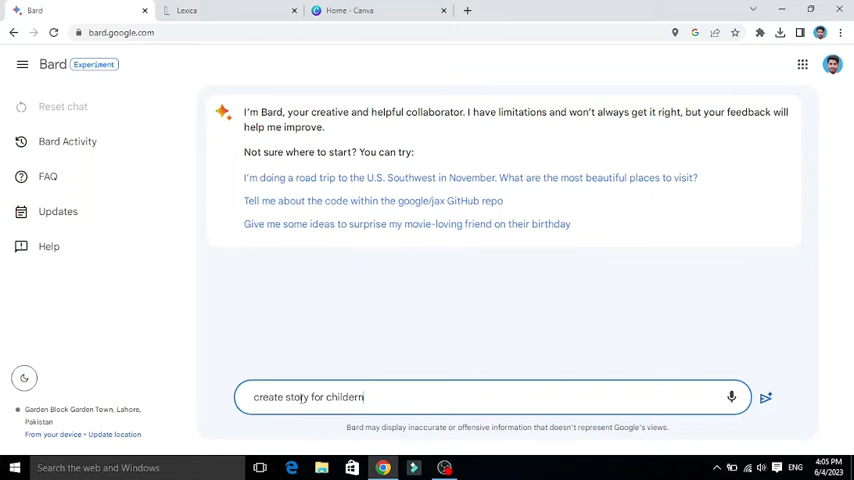 Bard
Lexica
Home - Canva
bard.google.com
Bard Experiment
Reset chat
Bard Activity
FAQ
Updates
Help
I'm Bard, your creative and helpful collaborator. I have limitations and won't always get it right, but your feedback will
help me improve.
Not sure where to start? You can try:
I'm doing a road trip to the U.S. Southwest in November. What are the most beautiful places to visit?
Tell me about the code within the google/jax GitHub repo
Give me some ideas to surprise my movie-loving friend on their birthday
create story for childern
Bard may display inaccurate or offensive information that doesn't represent Google's views.
Garden Block Garden Town, Lahore,
Pakistan
From your device • Update location
Search the web and Windows
ENG
4:05 PM
6/4/2023